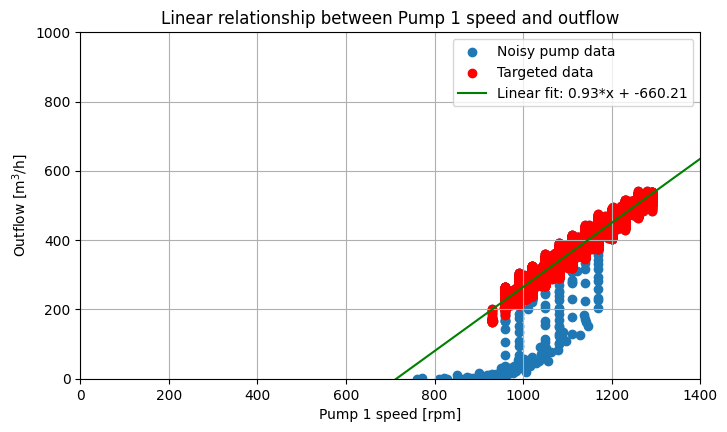 Linear relationship between Pump 1 speed and outflow
Noisy pump data
Targeted data
Linear fit: 0.93*x + -660.21
Outflow [m³/h]
1000
800
600
400
200
0
0 200 400 600 800 1000 1200 1400
Pump 1 speed [rpm]